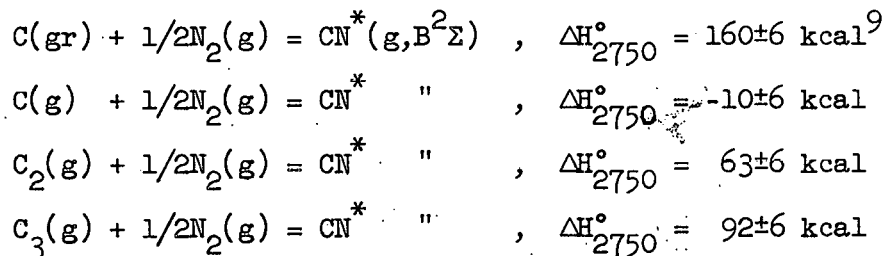 C(gr) + 1/2N₂(g) = CN*(g,B²Σ) , ΔH°₂₇₅₀ = 160±6 kcal⁹
C(g) + 1/2N₂(g) = CN* " , ΔH°₂₇₅₀ = -10±6 kcal
C₂(g) + 1/2N₂(g) = CN* " , ΔH°₂₇₅₀ = 63±6 kcal
C₃(g) + 1/2N₂(g) = CN* " , ΔH°₂₇₅₀ = 92±6 kcal